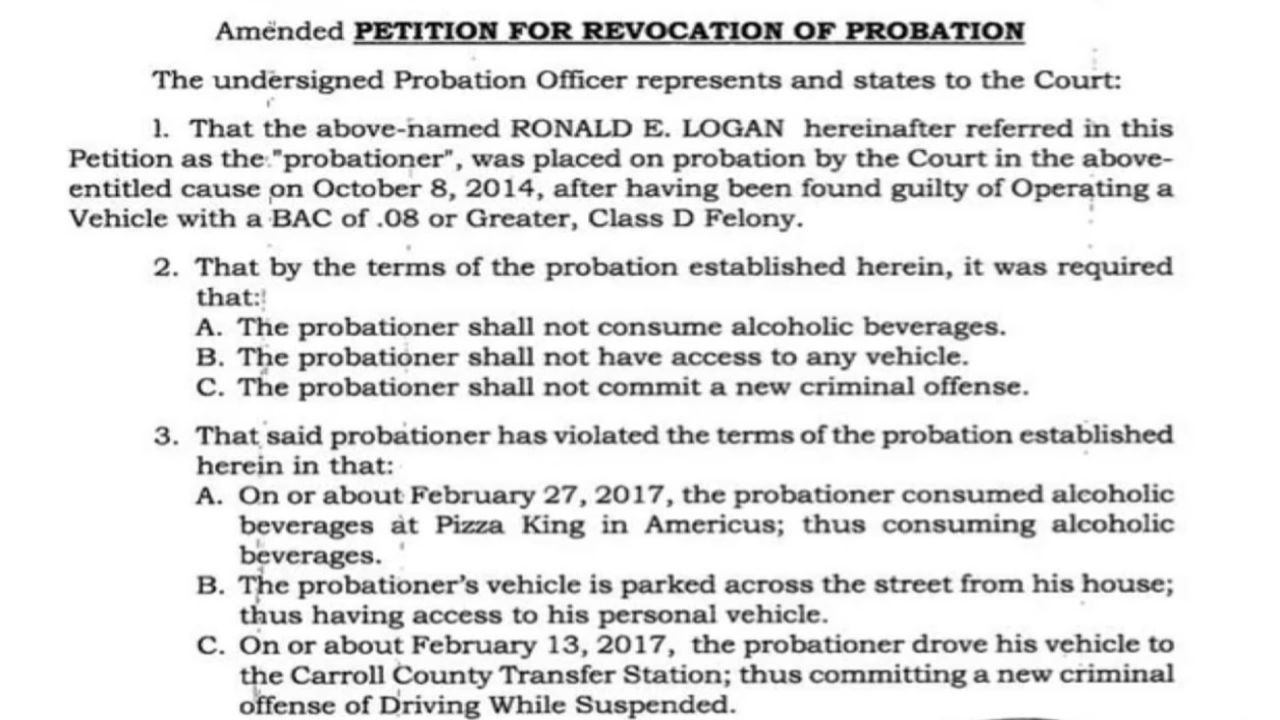 Amended PETITION FOR REVOCATION OF PROBATION
The undersigned Probation Officer represents and states to the Court:
1. That the above-named RONALD E. LOGAN hereinafter referred in this
Petition as the "probationer", was placed on probation by the Court in the above-
entitled cause on October 8, 2014, after having been found guilty of Operating a
Vehicle with a BAC of .08 or Greater, Class D Felony.
2. That by the terms of the probation established herein, it was required
that:
A. The probationer shall not consume alcoholic beverages.
B. The probationer shall not have access to any vehicle.
C. The probationer shall not commit a new criminal offense.
3. That said probationer has violated the terms of the probation established
herein in that:
A. On or about February 27, 2017, the probationer consumed alcoholic
beverages at Pizza King in Americus; thus consuming alcoholic
beverages.
B. The probationer's vehicle is parked across the street from his house;
thus having access to his personal vehicle.
C. On or about February 13, 2017, the probationer drove his vehicle to
the Carroll County Transfer Station; thus committing a new criminal
offense of Driving While Suspended.